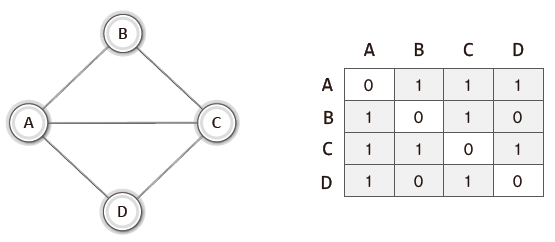 B
A
C
D
A B C D
A 0 1 1 1
B 1 0 1 0
C 1 1 0 1
D 1 0 1 0